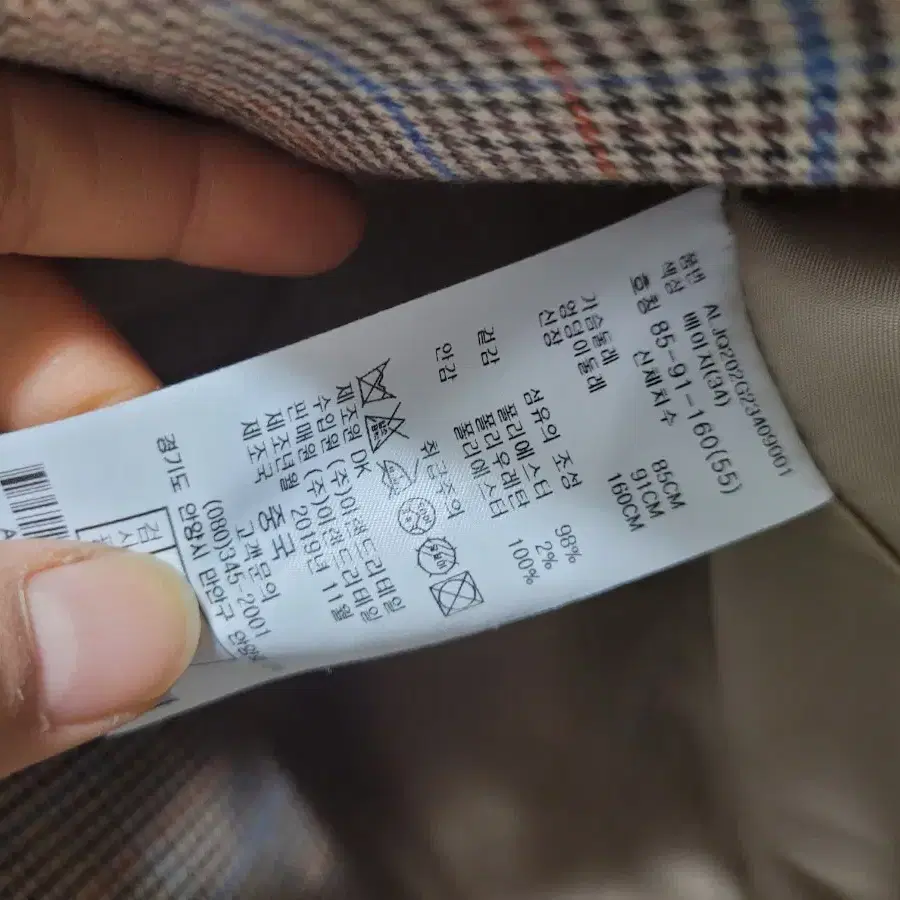 품번 ALJQ202G23409001
색상 베이지(34)
호칭 85-91-160(55)
신체치수
가슴둘레 85CM
엉덩이둘레 91CM
신장 160CM
섬유의 조성
겉감 폴리에스터 98%
폴리우레탄 2%
안감 폴리에스터 100%
취급주의
제조원 DK
수입원 (주)아렌드리테일
판매원 (주)아렌드리테일
제조년월 2019년 11월
제조국 중국
고객문의
(080)345-2001
경기도 안양시 만안구
검
A